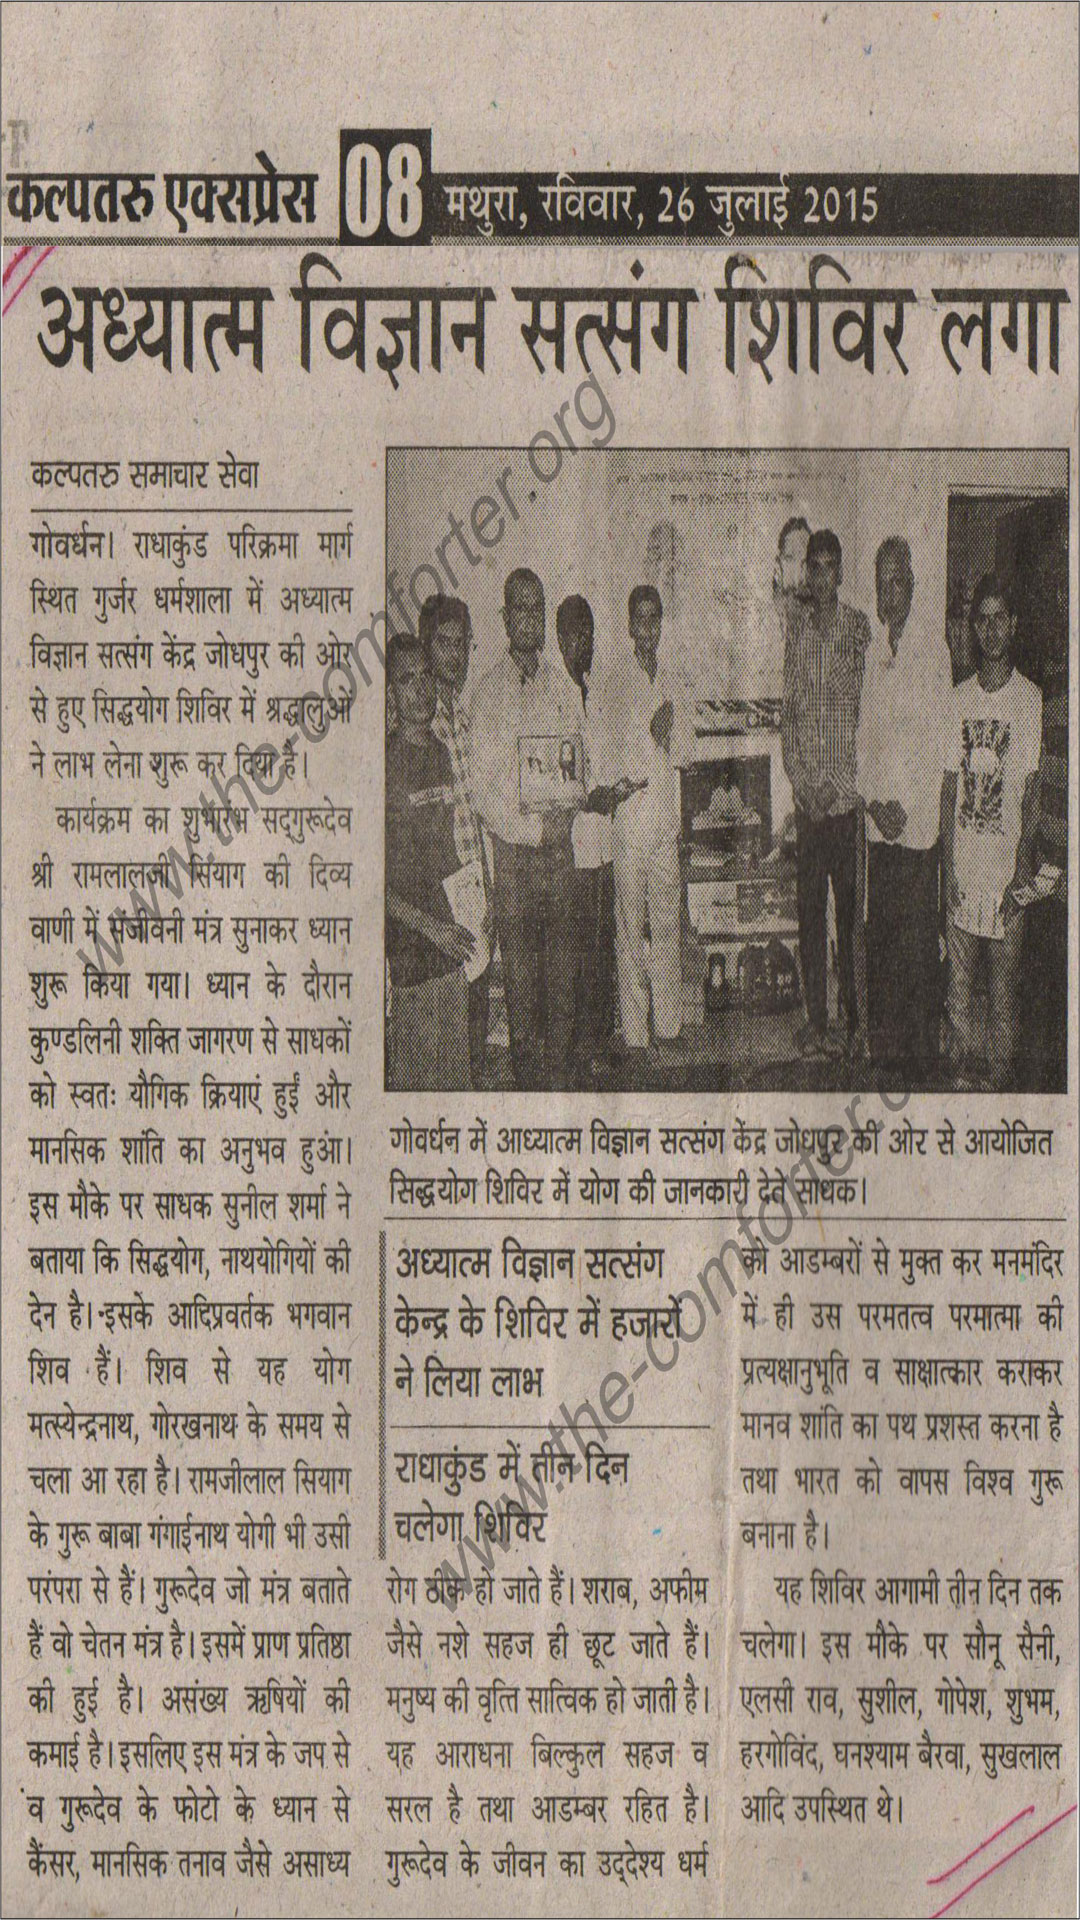 कल्पतरु एक्सप्रेस 08 मथुरा, रविवार, 26 जुलाई 2015
अध्यात्म विज्ञान सत्संग शिविर लगा
कल्पतरु समाचार सेवा
गोवर्धन। राधाकुंड परिक्रमा मार्ग
स्थित गुर्जर धर्मशाला में अध्यात्म
विज्ञान सत्संग केंद्र जोधपुर की ओर
से हुए सिद्धयोग शिविर में श्रद्धालुओं
ने लाभ लेना शुरू कर दिया है।
कार्यक्रम का शुभारंभ सद्गुरूदेव
श्री रामलालजी सियाग की दिव्य
वाणी में संजीवनी मंत्र सुनाकर ध्यान
शुरू किया गया। ध्यान के दौरान
कुण्डलिनी शक्ति जागरण से साधकों
को स्वतः यौगिक क्रियाएं हुईं और
मानसिक शांति का अनुभव हुआं।
इस मौके पर साधक सुनील शर्मा ने
बताया कि सिद्धयोग, नाथयोगियों की
देन है। इसके आदिप्रवर्तक भगवान
शिव हैं। शिव से यह योग
मत्स्येन्द्रनाथ, गोरखनाथ के समय से
चला आ रहा है। रामजीलाल सियाग
के गुरू बाबा गंगाईनाथ योगी भी उसी
परंपरा से हैं। गुरूदेव जो मंत्र बताते
हैं वो चेतन मंत्र है। इसमें प्राण प्रतिष्ठा
की हुई है। असंख्य ऋषियों की
कमाई है। इसलिए इस मंत्र के जप से
व गुरूदेव के फोटो के ध्यान से
कैंसर, मानसिक तनाव जैसे असाध्य
गोवर्धन में आध्यात्म विज्ञान सत्संग केंद्र जोधपुर की ओर से आयोजित
सिद्धयोग शिविर में योग की जानकारी देते साधक।
अध्यात्म विज्ञान सत्संग
केन्द्र के शिविर में हजारों
ने लिया लाभ
राधाकुंड में तीन दिन
चलेगा शिविर
रोग ठीक हो जाते हैं। शराब, अफीम
जैसे नशे सहज ही छूट जाते हैं।
मनुष्य की वृत्ति सात्विक हो जाती है।
यह आराधना बिल्कुल सहज व
सरल है तथा आडम्बर रहित है।
गुरूदेव के जीवन का उद्देश्य धर्म
को आडम्बरों से मुक्त कर मनमंदिर
में ही उस परमतत्व परमात्मा की
प्रत्यक्षानुभूति व साक्षात्कार कराकर
मानव शांति का पथ प्रशस्त करना है
तथा भारत को वापस विश्व गुरू
बनाना है।
यह शिविर आगामी तीन दिन तक
चलेगा। इस मौके पर सौनू सैनी,
एलसी राव, सुशील, गोपेश, शुभम,
हरगोविंद, घनश्याम बैरवा, सुखलाल
आदि उपस्थित थे।
www.the-comforter.org
www.the-comforter.o